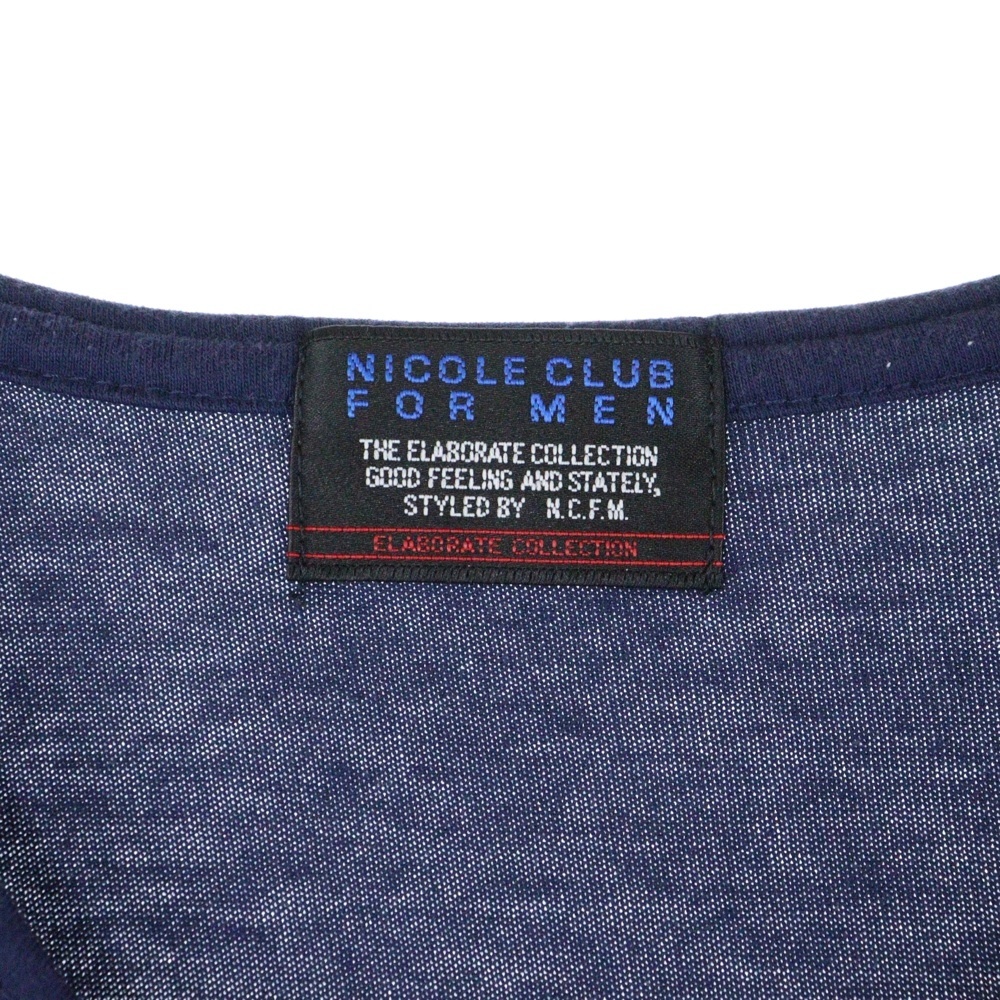 NICOLE CLUB
FOR MEN
THE ELABORATE COLLECTION
GOOD FEELING AND STATELY,
STYLED BY N.C.F.M.
ELABORATE COLLECTION